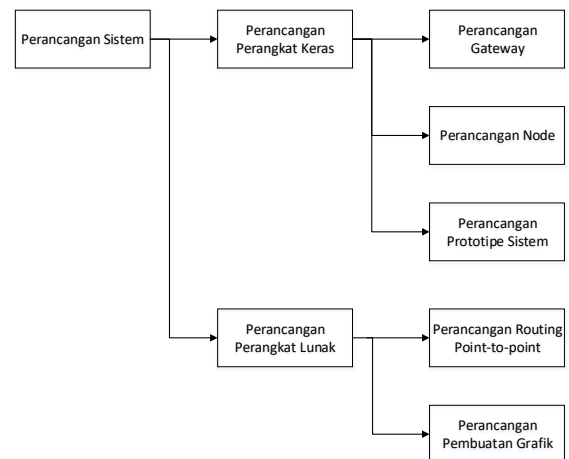 Perancangan Sistem
Perancangan
Perangkat Keras
Perancangan
Gateway
Perancangan Node
Perancangan
Prototipe Sistem
Perancangan
Perangkat Lunak
Perancangan Routing
Point-to-point
Perancangan
Pembuatan Grafik